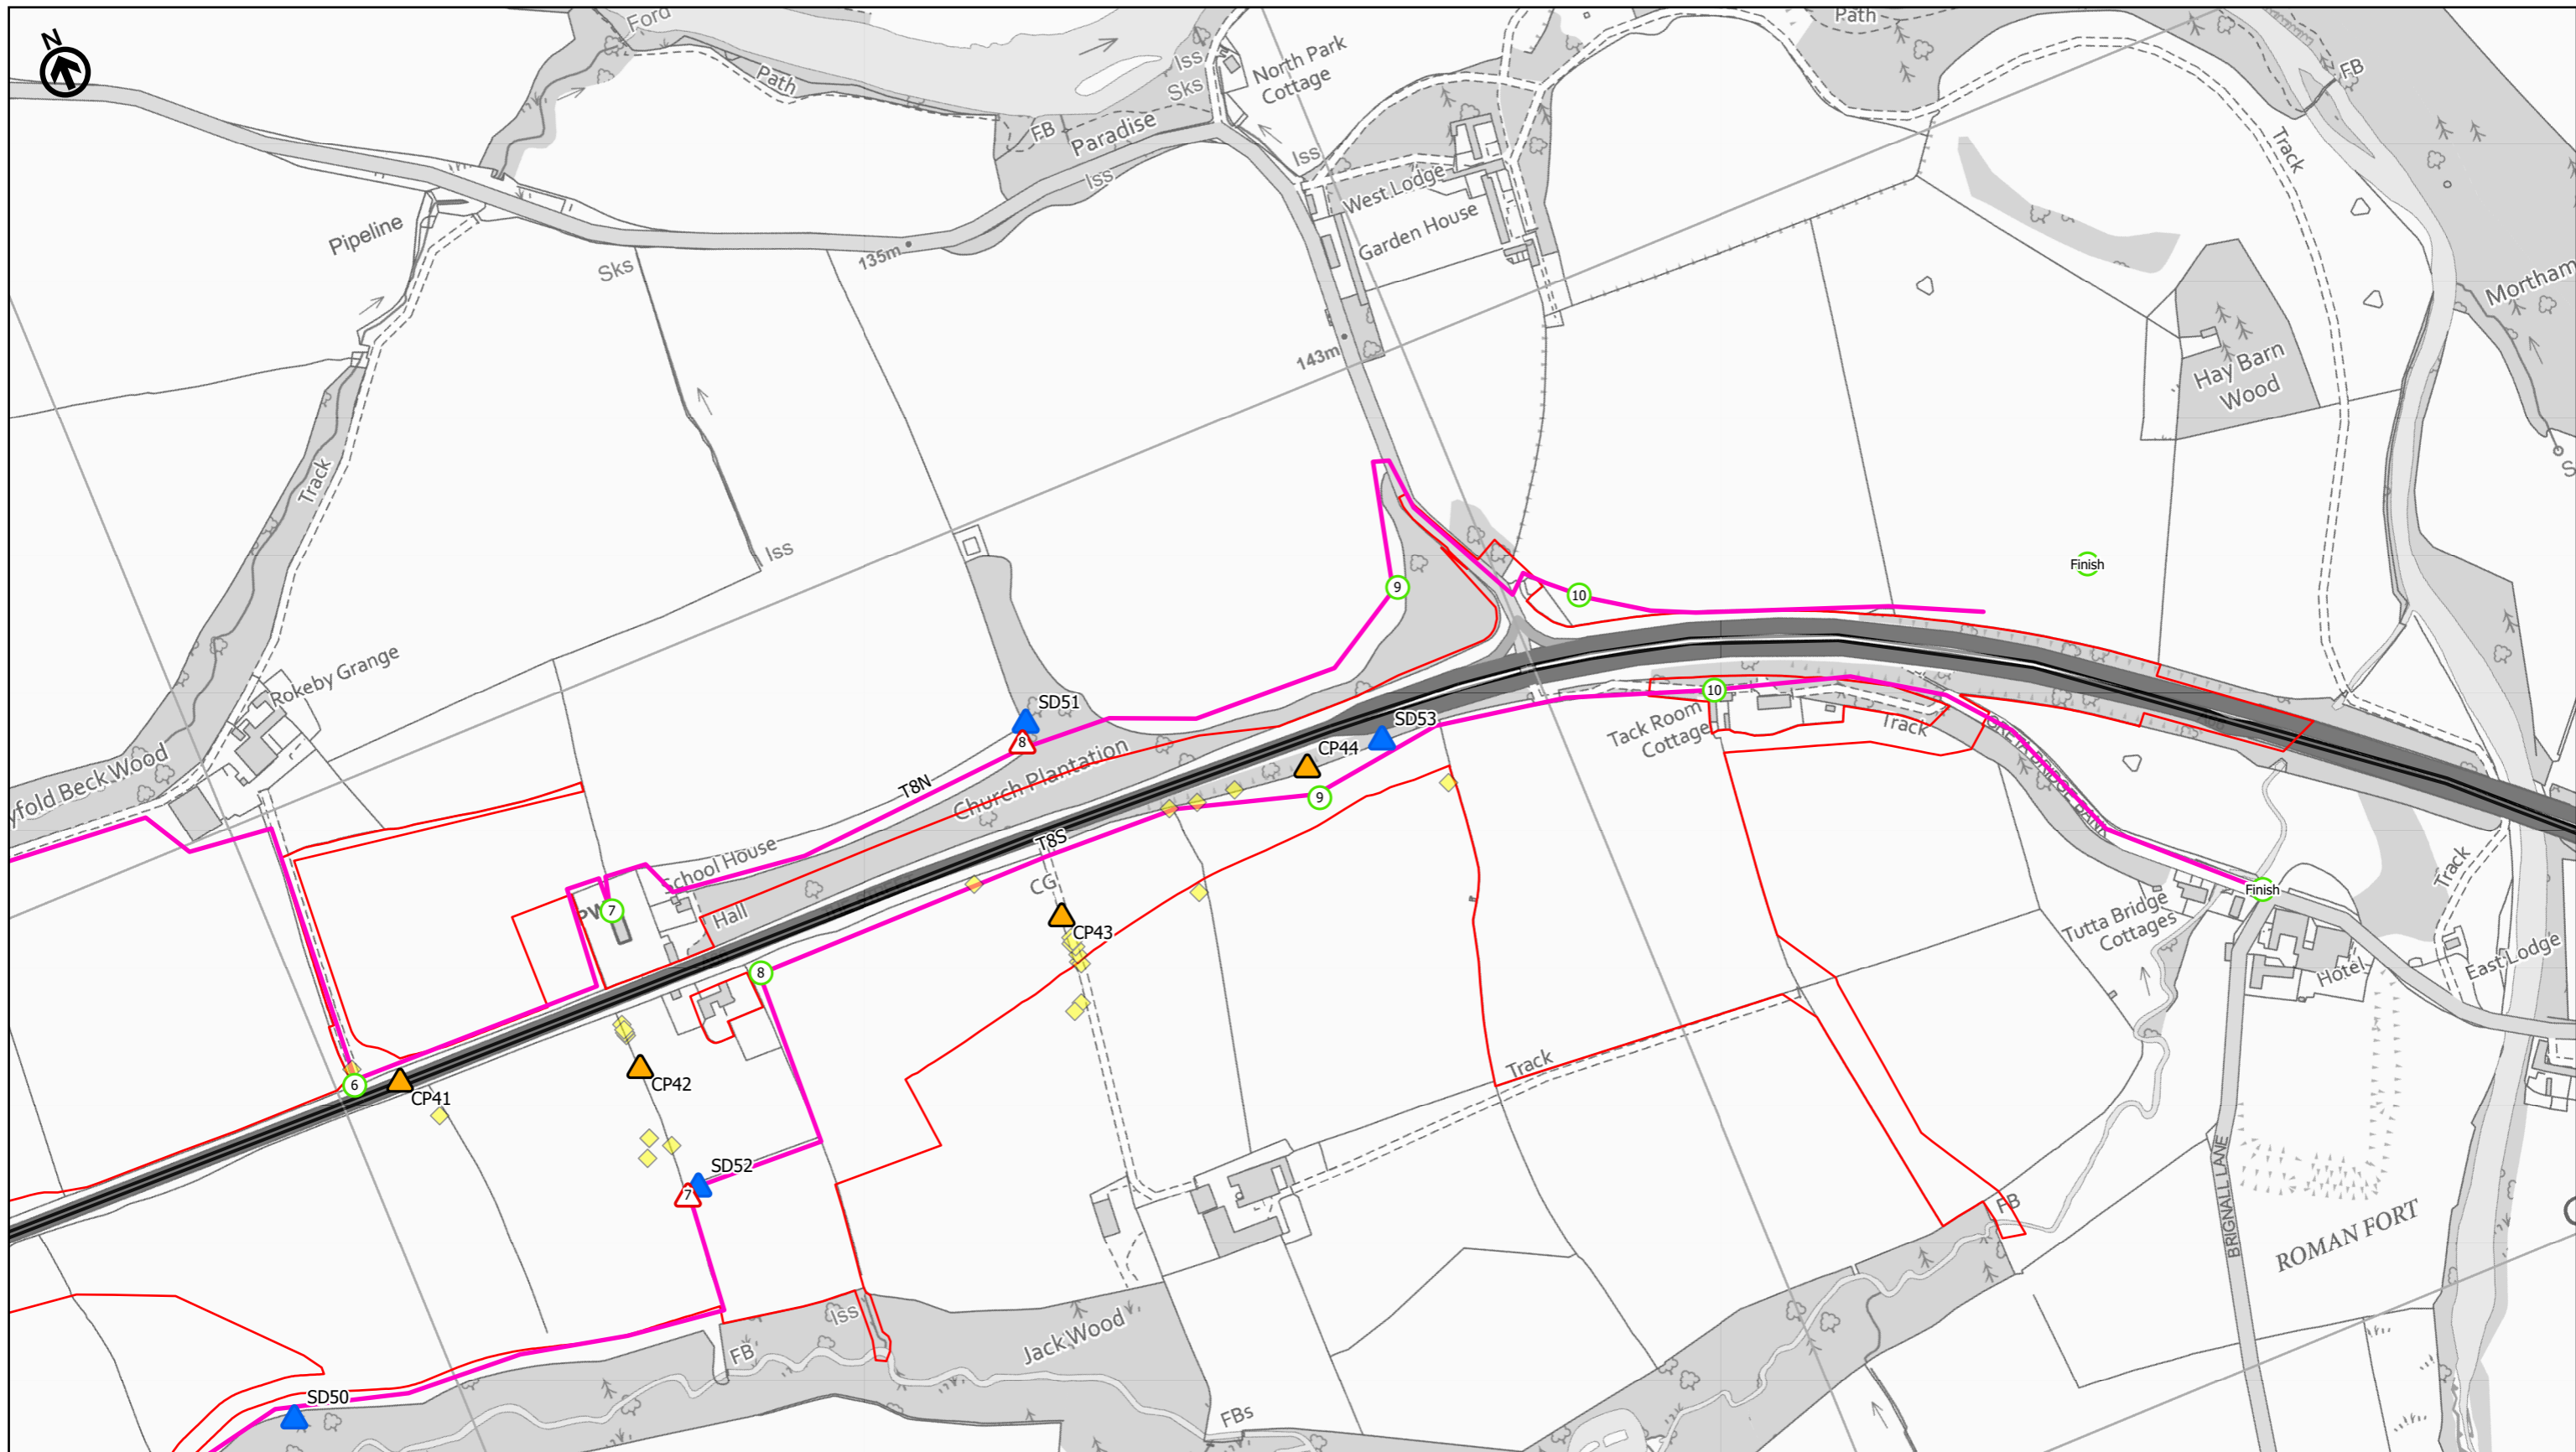 N
Ford
Path
Path
FB
Iss
Sks
North Park
Cottage
FB
Paradise
Iss
Iss
Track
West Lodge
Garden House
Pipeline
Sks
135m
143m
Mortham
Hay Barn
Wood
Track
Iss
Finish
9
10
Rokeby Grange
SD51
8
SD53
10
Tack Room
Cottage
Track
CP44
T8N
Church Plantation
9
GRETA BRIDGE BANK
yfold Beck Wood
T8S
School House
Hall
PW
7
CG
CP43
8
Finish
Tutta Bridge
Cottages
Track
Hotel
East Lodge
6
CP41
CP42
Track
SD52
7
FB
BRIGNALL LANE
ROMAN FORT
Iss
FB
Jack Wood
SD50
FBs